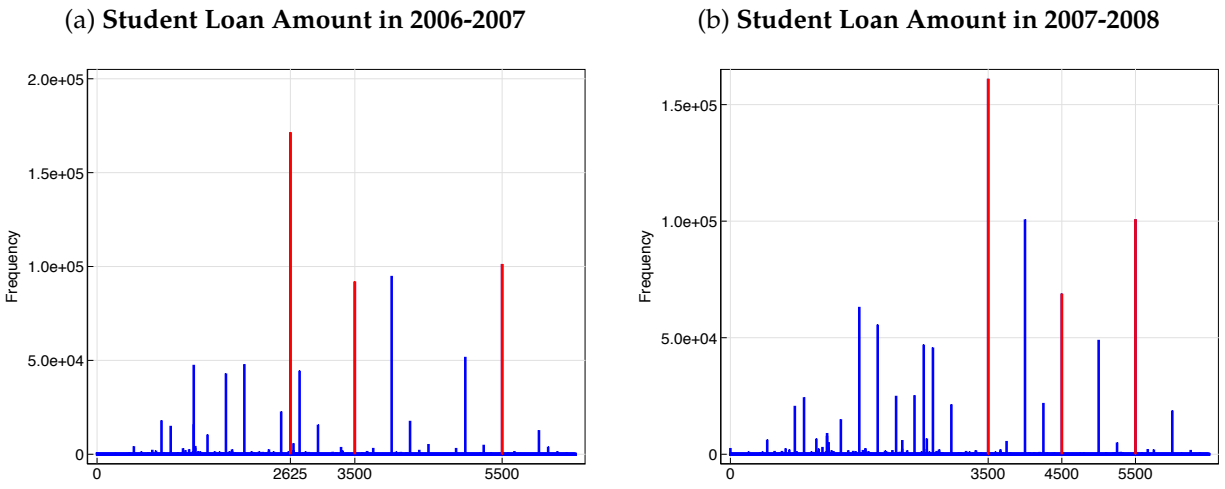 (a) Student Loan Amount in 2006-2007
Frequency
2.0e+05
1.5e+05
1.0e+05
5.0e+04
0
0 2625 3500 5500
(b) Student Loan Amount in 2007-2008
Frequency
1.5e+05
1.0e+05
5.0e+04
0
0 3500 4500 5500